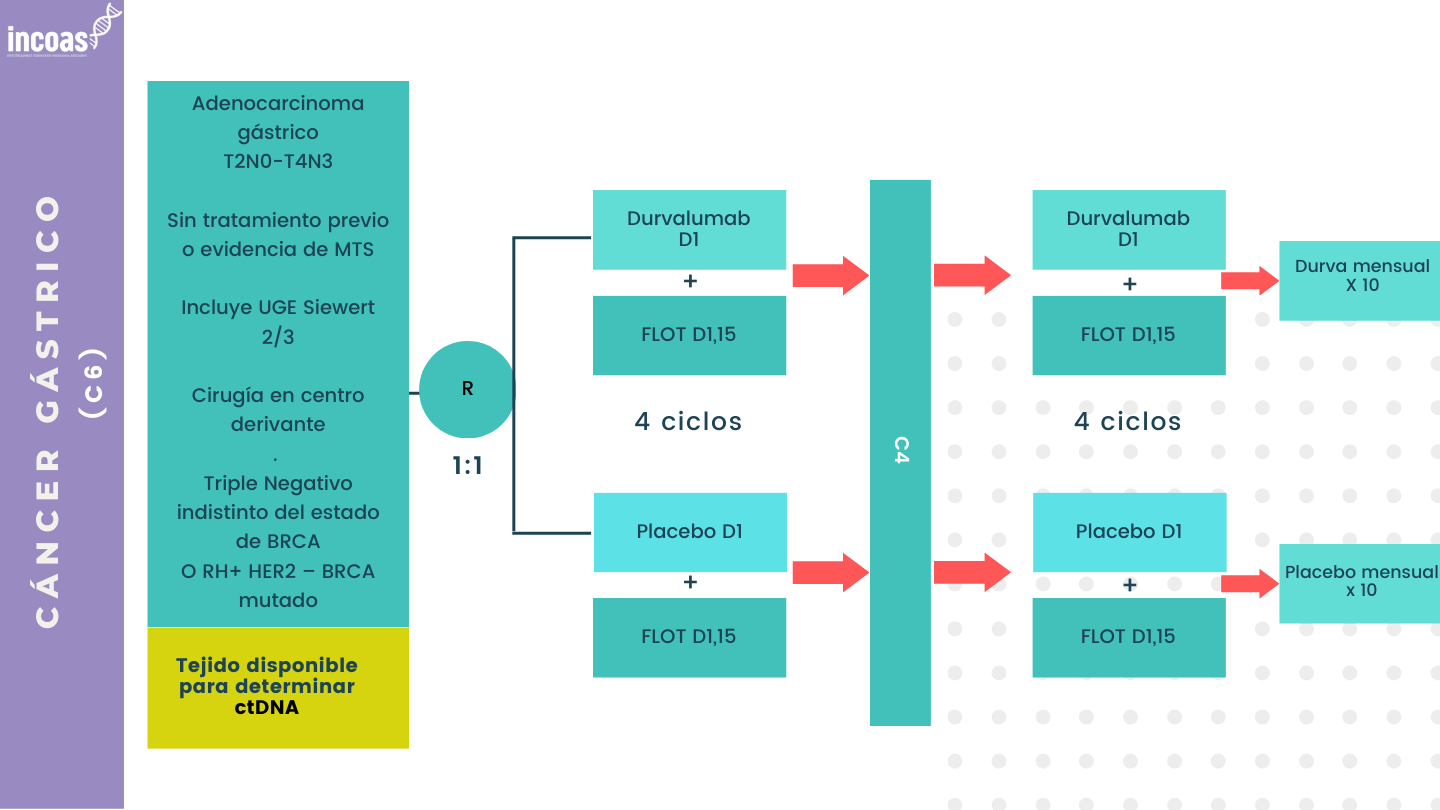 incoas
CÁNCER GÁSTRICO
(c6)
Adenocarcinoma
gástrico
T2N0-T4N3
Sin tratamiento previo
o evidencia de MTS
Incluye UGE Siewert
2/3
Cirugía en centro
derivante
.
Triple Negativo
indistinto del estado
de BRCA
O RH+ HER2 – BRCA
mutado
Tejido disponible
para determinar
ctDNA
R
1:1
Durvalumab
D1
+
FLOT D1,15
4 ciclos
Placebo D1
+
FLOT D1,15
C4
Durvalumab
D1
+
FLOT D1,15
4 ciclos
Placebo D1
+
FLOT D1,15
Durva mensual
X 10
Placebo mensual
x 10